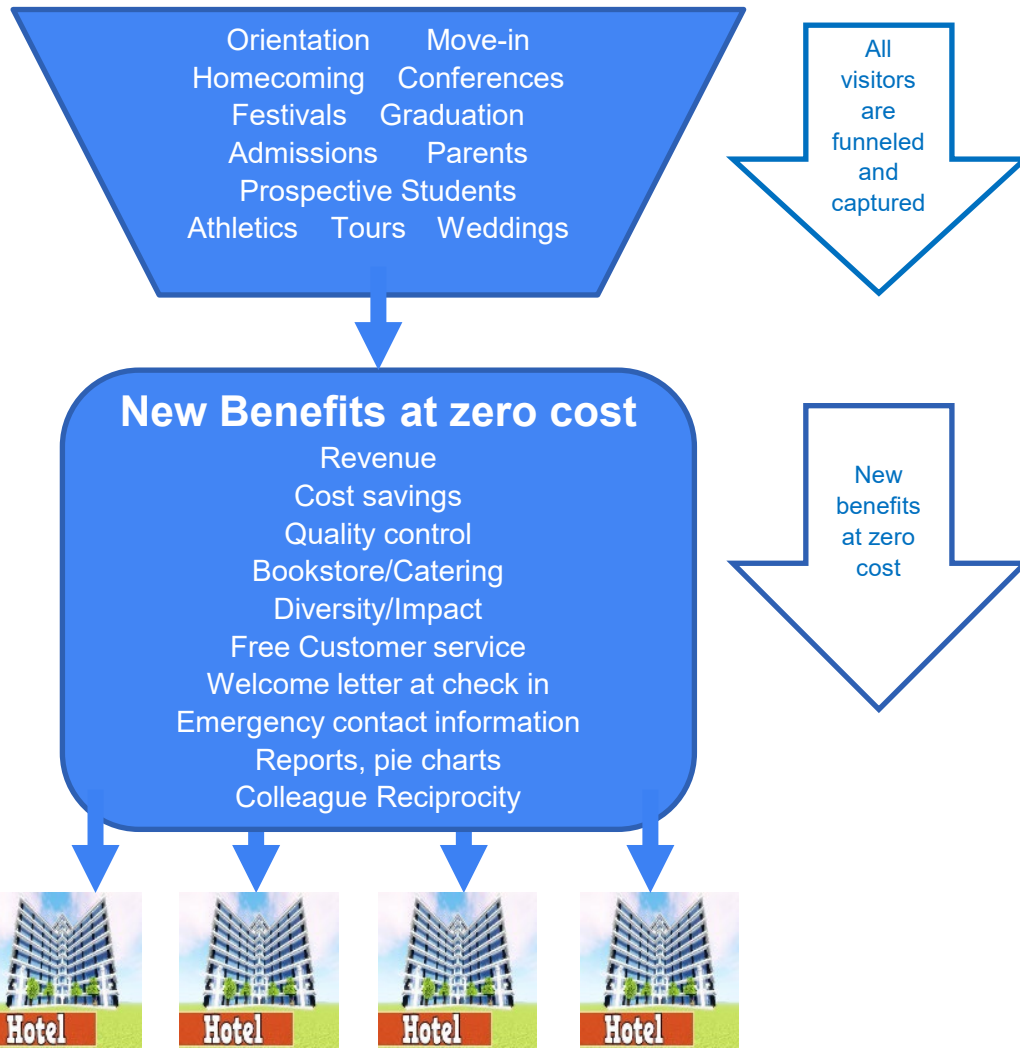 Orientation Move-in
Homecoming Conferences
Festivals Graduation
Admissions Parents
Prospective Students
Athletics Tours Weddings
All
visitors
are
funneled
and
captured
New Benefits at zero cost
Revenue
Cost savings
Quality control
Bookstore/Catering
Diversity/Impact
Free Customer service
Welcome letter at check in
Emergency contact information
Reports, pie charts
Colleague Reciprocity
New
benefits
at zero
cost
Hotel
Hotel
Hotel
Hotel